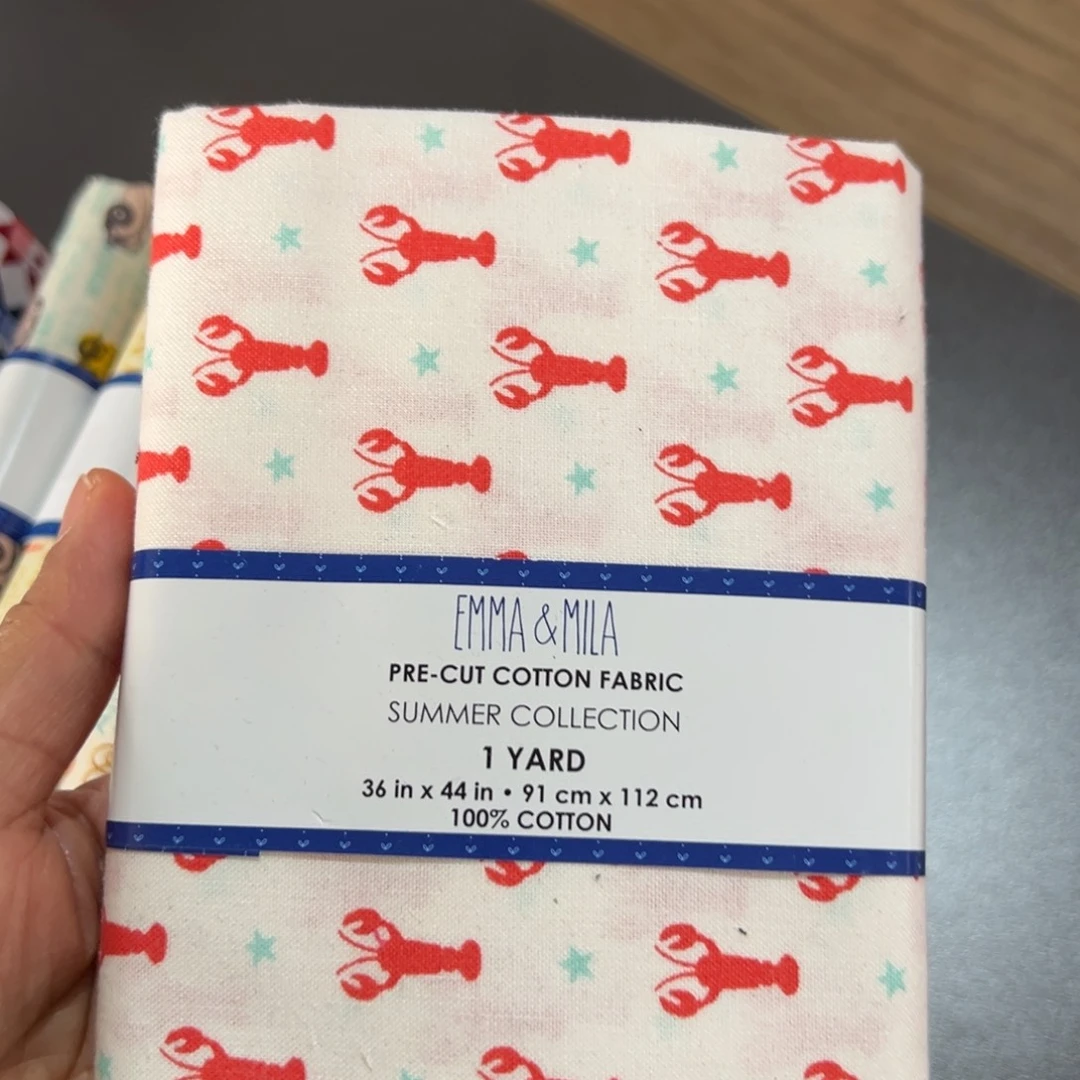 EMMA & MILA
PRE-CUT COTTON FABRIC
SUMMER COLLECTION
1 YARD
36 in x 44 in • 91 cm x 112 cm
100% COTTON